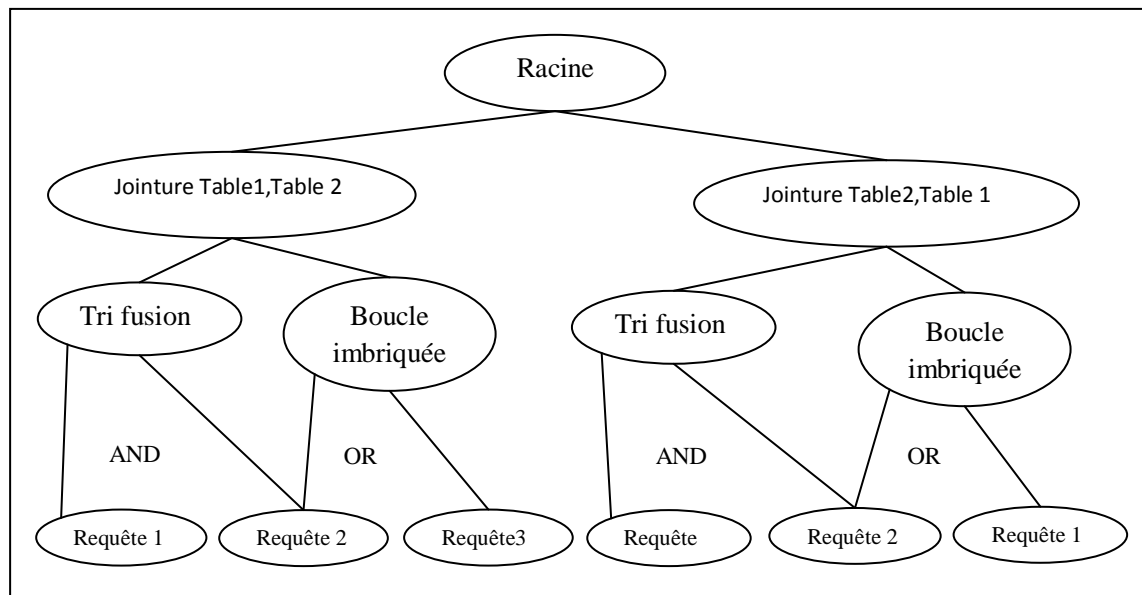 Racine
Jointure Table1,Table 2
Jointure Table2,Table 1
Tri fusion
Boucle
imbriquée
Tri fusion
Boucle
imbriquée
AND
OR
AND
OR
Requête 1
Requête 2
Requête3
Requête
Requête 2
Requête 1